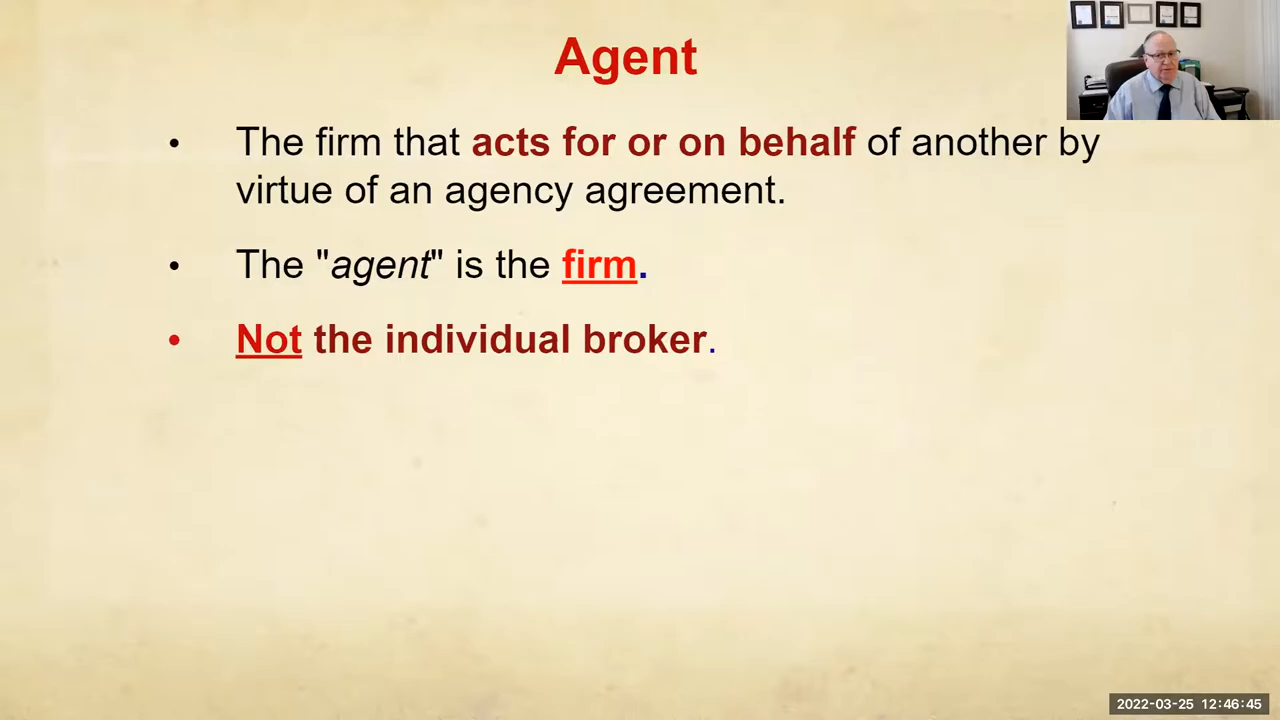 Agent
• The firm that acts for or on behalf of another by
virtue of an agency agreement.
• The "agent" is the firm.
• Not the individual broker.
2022-03-25 12:46:45